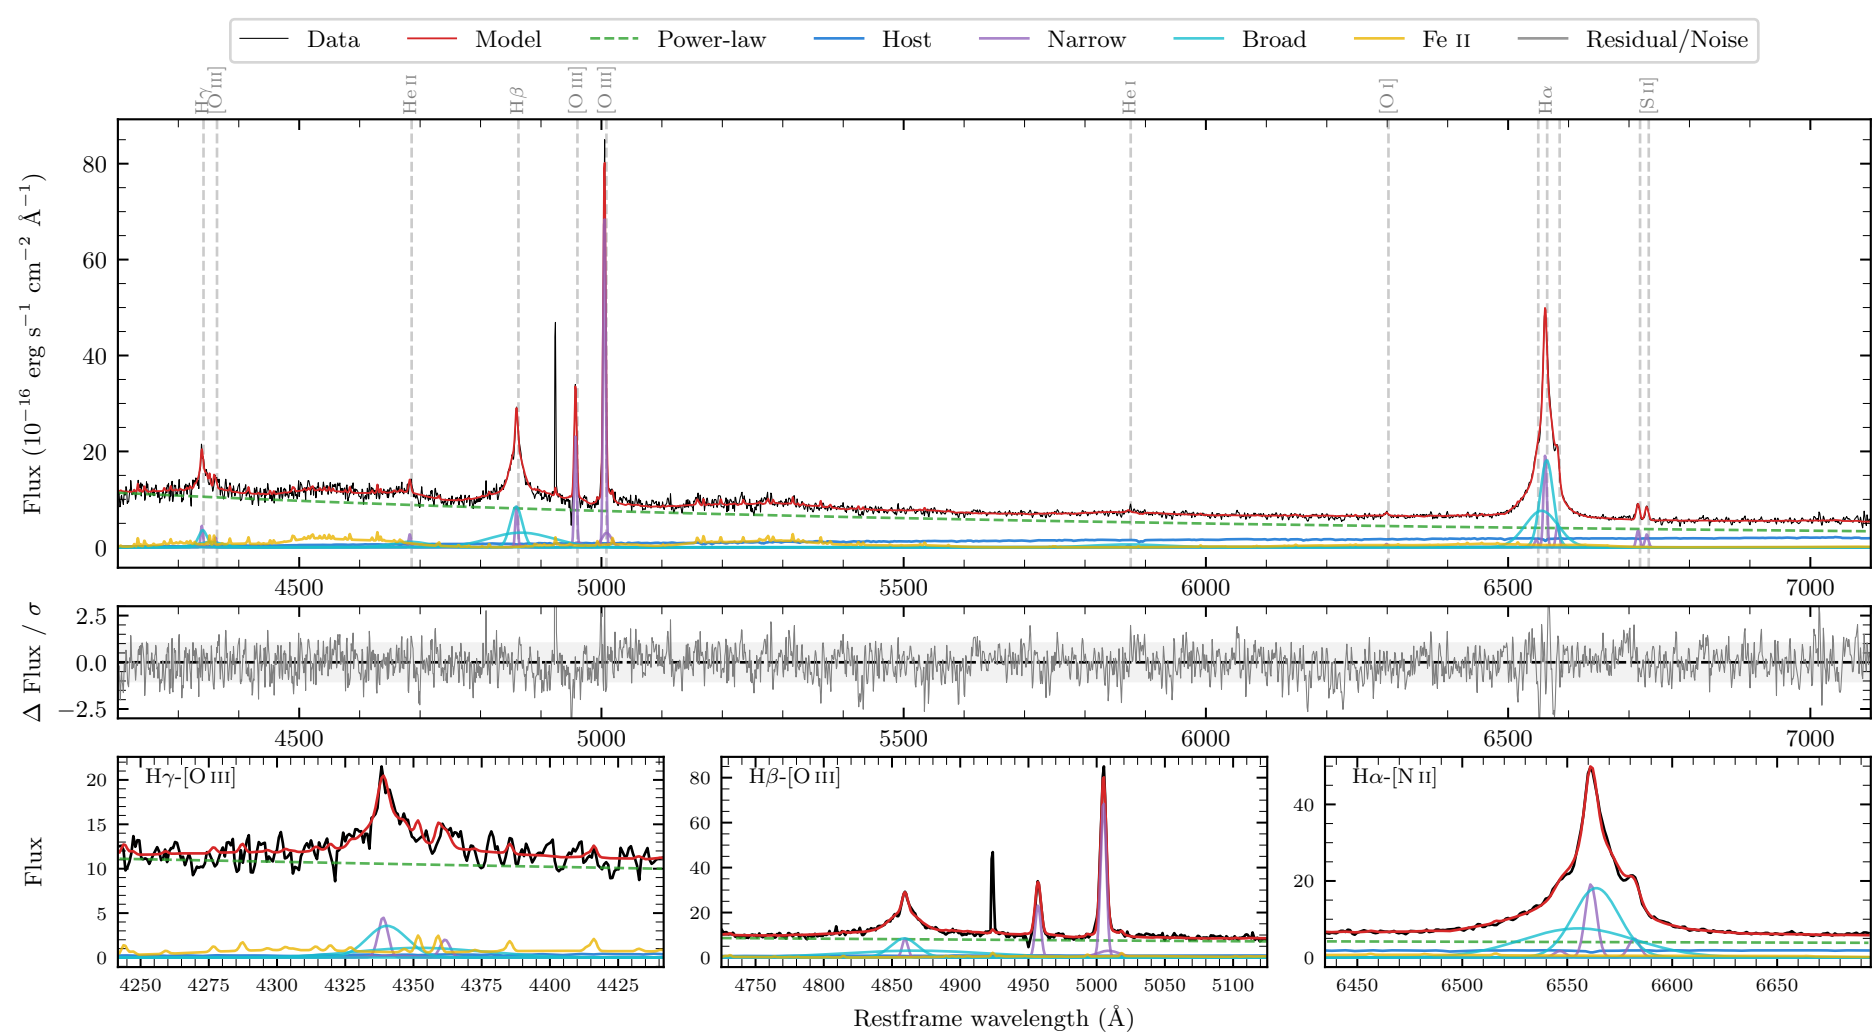 Data Model Power-law Host Narrow Broad Fe II Residual/Noise
Hγ [O III] He II Hβ [O III] [O III] He I [O I] Hα [S II]
Flux (10⁻¹⁶ erg s⁻¹ cm⁻² Å⁻¹)
80
60
40
20
0
4500 5000 5500 6000 6500 7000
Δ Flux / σ
2.5
0.0
−2.5
4500 5000 5500 6000 6500 7000
Flux
Hγ-[O III]
20
15
10
5
0
4250 4275 4300 4325 4350 4375 4400 4425
Hβ-[O III]
80
60
40
20
0
4750 4800 4850 4900 4950 5000 5050 5100
Hα-[N II]
40
20
0
6450 6500 6550 6600 6650
Restframe wavelength (Å)